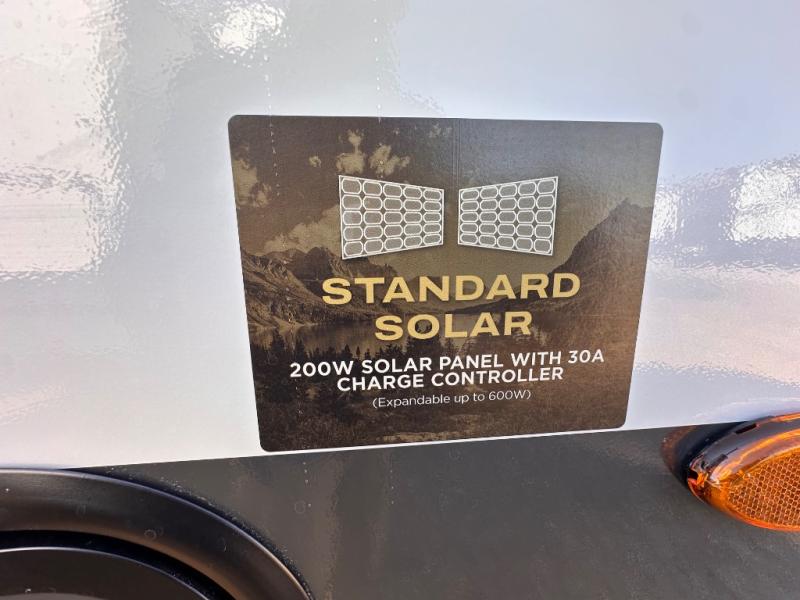 STANDARD
SOLAR
200W SOLAR PANEL WITH 30A
CHARGE CONTROLLER
(Expandable up to 600W)